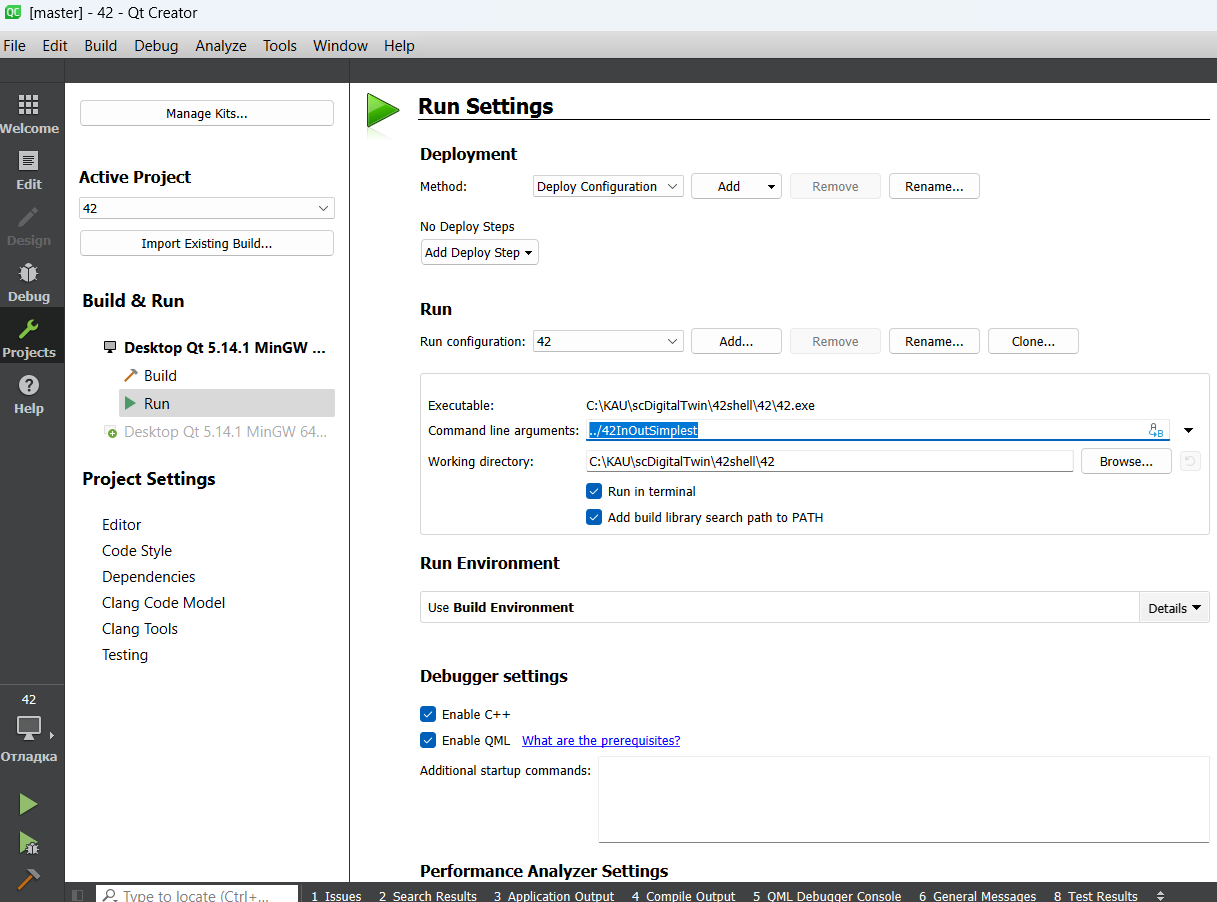 QC [master] - 42 - Qt Creator
File Edit Build Debug Analyze Tools Window Help
Welcome
Edit
Design
Debug
Projects
Help
42
Отладка
Manage Kits...
Active Project
42
Import Existing Build...
Build & Run
Desktop Qt 5.14.1 MinGW ...
Build
Run
Desktop Qt 5.14.1 MinGW 64...
Project Settings
Editor
Code Style
Dependencies
Clang Code Model
Clang Tools
Testing
Run Settings
Deployment
Method: Deploy Configuration Add Remove Rename...
No Deploy Steps
Add Deploy Step
Run
Run configuration: 42 Add... Remove Rename... Clone...
Executable: C:\KAU\scDigitalTwin\42shell\42\42.exe
Command line arguments: ../42InOutSimplest
Working directory: C:\KAU\scDigitalTwin\42shell\42 Browse...
Run in terminal
Add build library search path to PATH
Run Environment
Use Build Environment Details
Debugger settings
Enable C++
Enable QML What are the prerequisites?
Additional startup commands:
Performance Analyzer Settings
Type to locate (Ctrl+... 1 Issues 2 Search Results 3 Application Output 4 Compile Output 5 QML Debugger Console 6 General Messages 8 Test Results